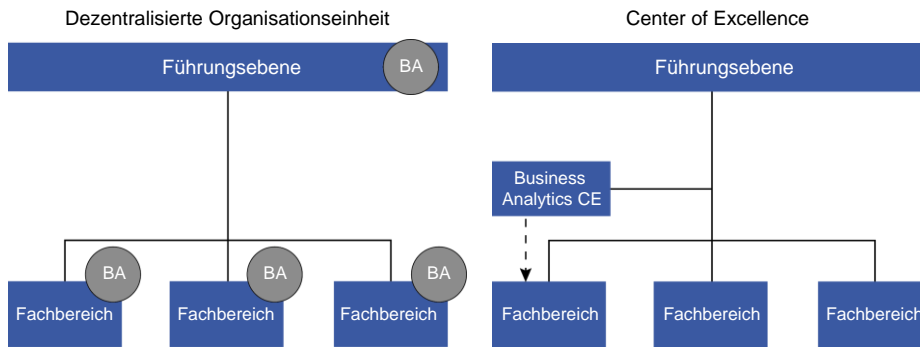 Dezentralisierte Organisationseinheit
Führungsebene
BA
BA
BA
BA
Fachbereich
Fachbereich
Fachbereich
Center of Excellence
Führungsebene
Business
Analytics CE
Fachbereich
Fachbereich
Fachbereich